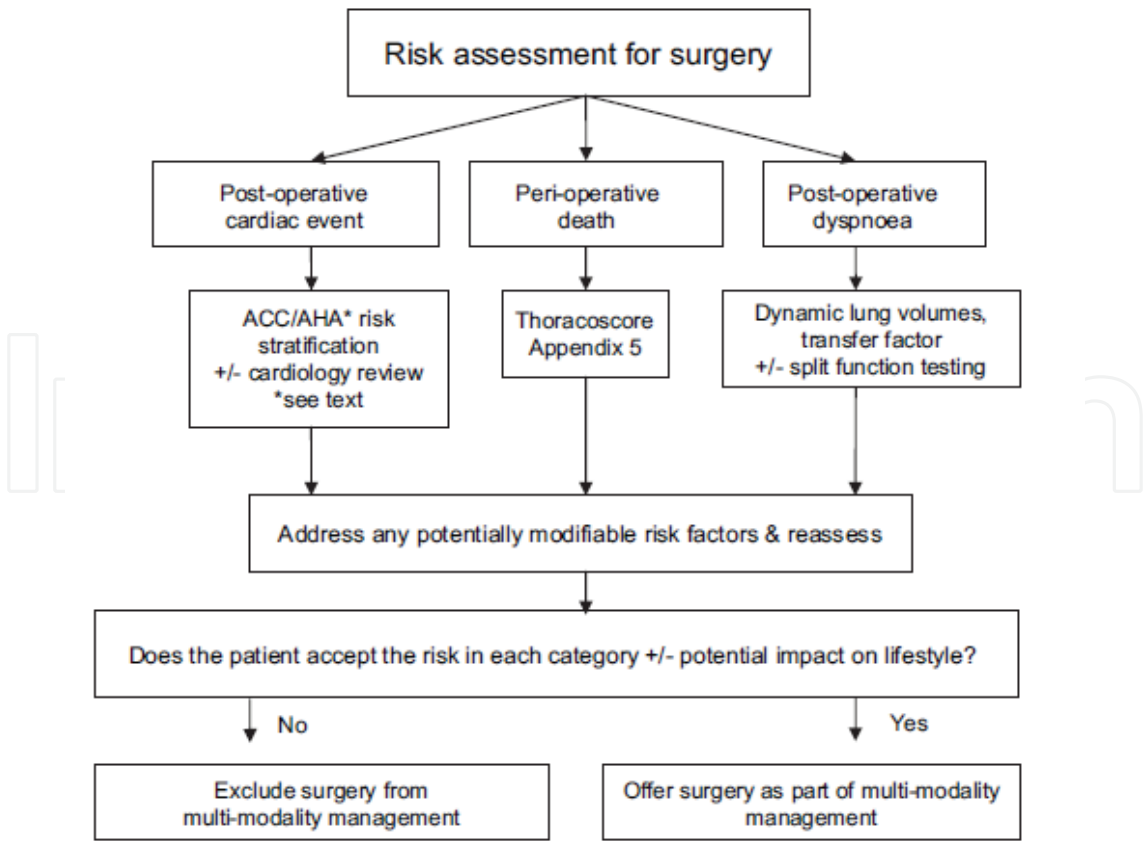 Risk assessment for surgery
Post-operative
cardiac event
Peri-operative
death
Post-operative
dyspnoea
ACC/AHA* risk
stratification
+/- cardiology review
*see text
Thoracoscore
Appendix 5
Dynamic lung volumes,
transfer factor
+/- split function testing
Address any potentially modifiable risk factors & reassess
Does the patient accept the risk in each category +/- potential impact on lifestyle?
No
Yes
Exclude surgery from
multi-modality management
Offer surgery as part of multi-modality
management